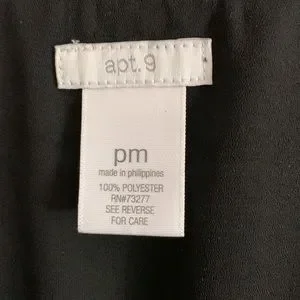 apt.9
pm
made in philippines
100% POLYESTER
RN#73277
SEE REVERSE
FOR CARE